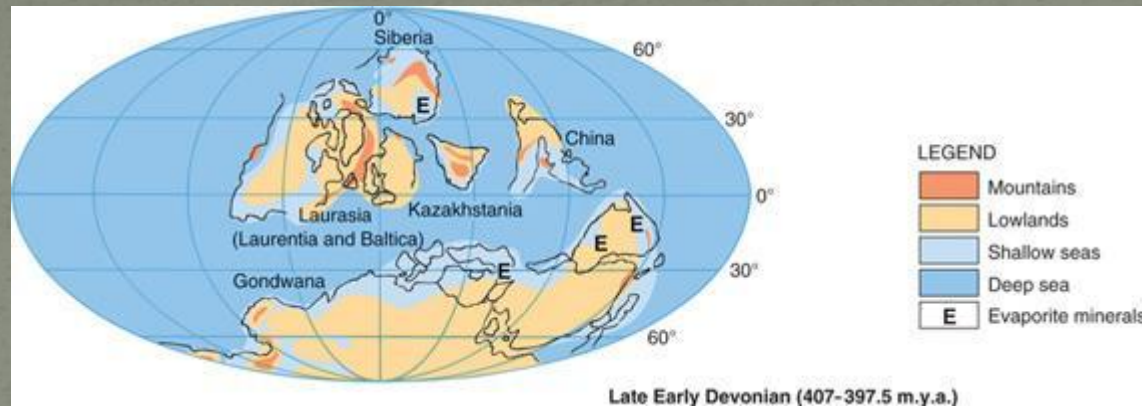 0°
Siberia
60°
E
30°
China
0°
Laurasia
Kazakhstania
(Laurentia and Baltica)
E
E
Gondwana
E
30°
60°
LEGEND
Mountains
Lowlands
Shallow seas
Deep sea
E Evaporite minerals
Late Early Devonian (407-397.5 m.y.a.)